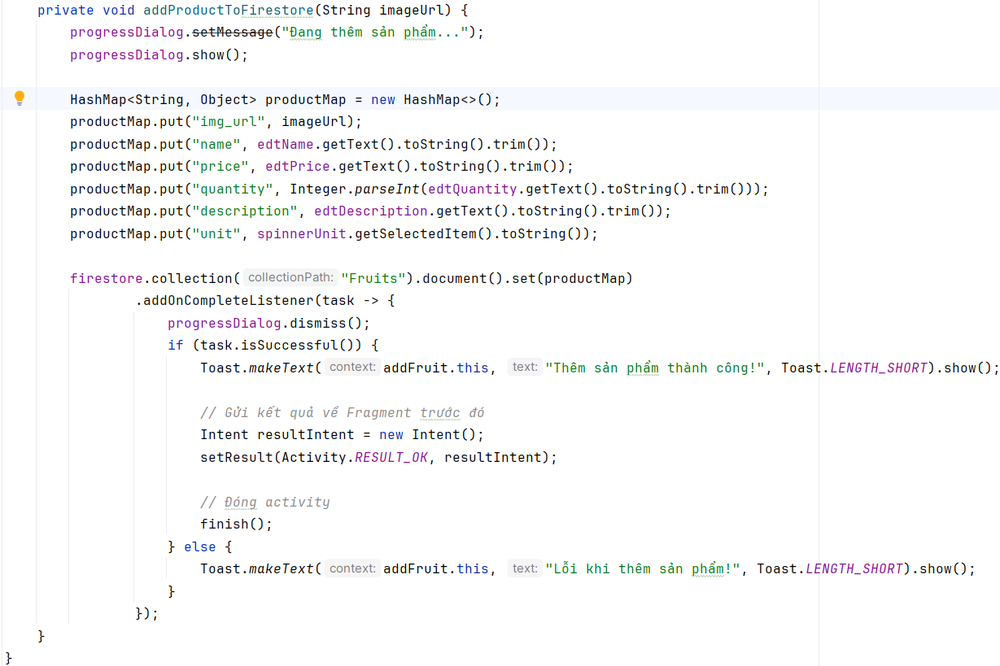 private void addProductToFirestore(String imageUrl) {
progressDialog.setMessage("Đang thêm sản phẩm...");
progressDialog.show();
HashMap<String, Object> productMap = new HashMap<>();
productMap.put("img_url", imageUrl);
productMap.put("name", edtName.getText().toString().trim());
productMap.put("price", edtPrice.getText().toString().trim());
productMap.put("quantity", Integer.parseInt(edtQuantity.getText().toString().trim()));
productMap.put("description", edtDescription.getText().toString().trim());
productMap.put("unit", spinnerUnit.getSelectedItem().toString());
firestore.collection( collectionPath: "Fruits").document().set(productMap)
.addOnCompleteListener(task -> {
progressDialog.dismiss();
if (task.isSuccessful()) {
Toast.makeText( context: addFruit.this, text: "Thêm sản phẩm thành công!", Toast.LENGTH_SHORT).show();
// Gửi kết quả về Fragment trước đó
Intent resultIntent = new Intent();
setResult(Activity.RESULT_OK, resultIntent);
// Đóng activity
finish();
} else {
Toast.makeText( context: addFruit.this, text: "Lỗi khi thêm sản phẩm!", Toast.LENGTH_SHORT).show();
}
});
}
}